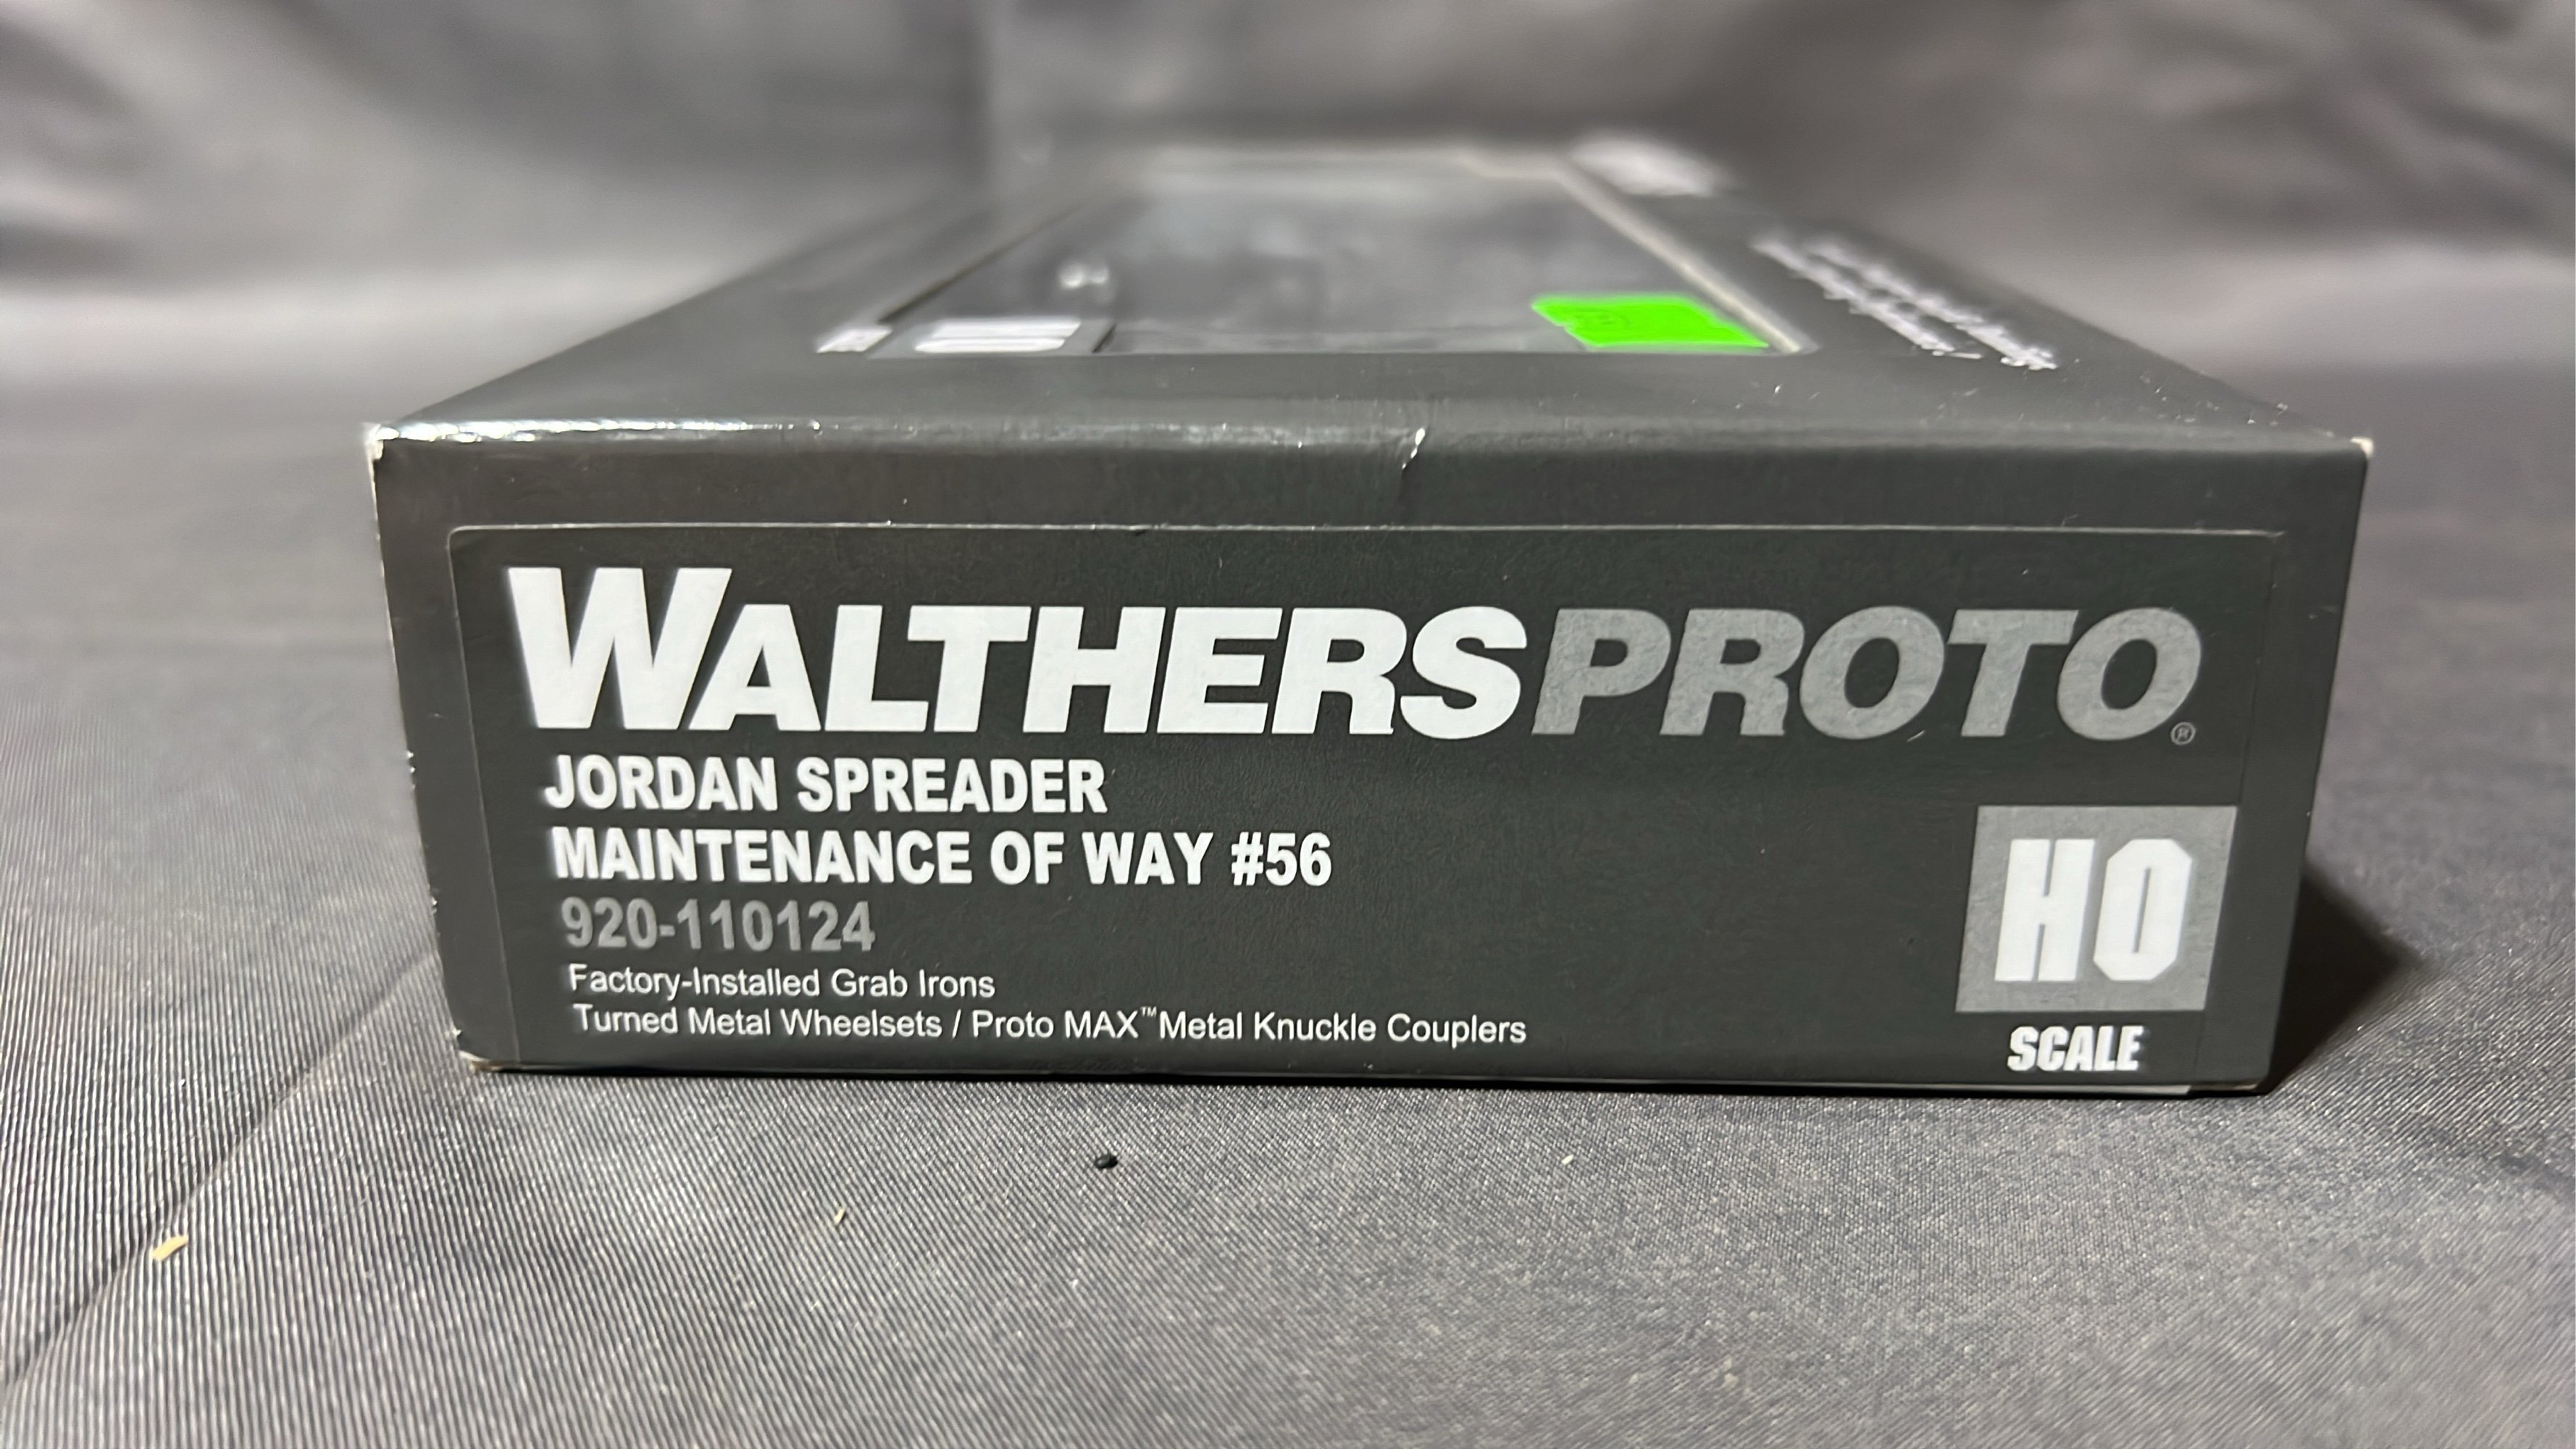 WALTHERSPROTO®
JORDAN SPREADER
MAINTENANCE OF WAY #56
920-110124
Factory-Installed Grab Irons
Turned Metal Wheelsets / Proto MAX™ Metal Knuckle Couplers
HO
SCALE